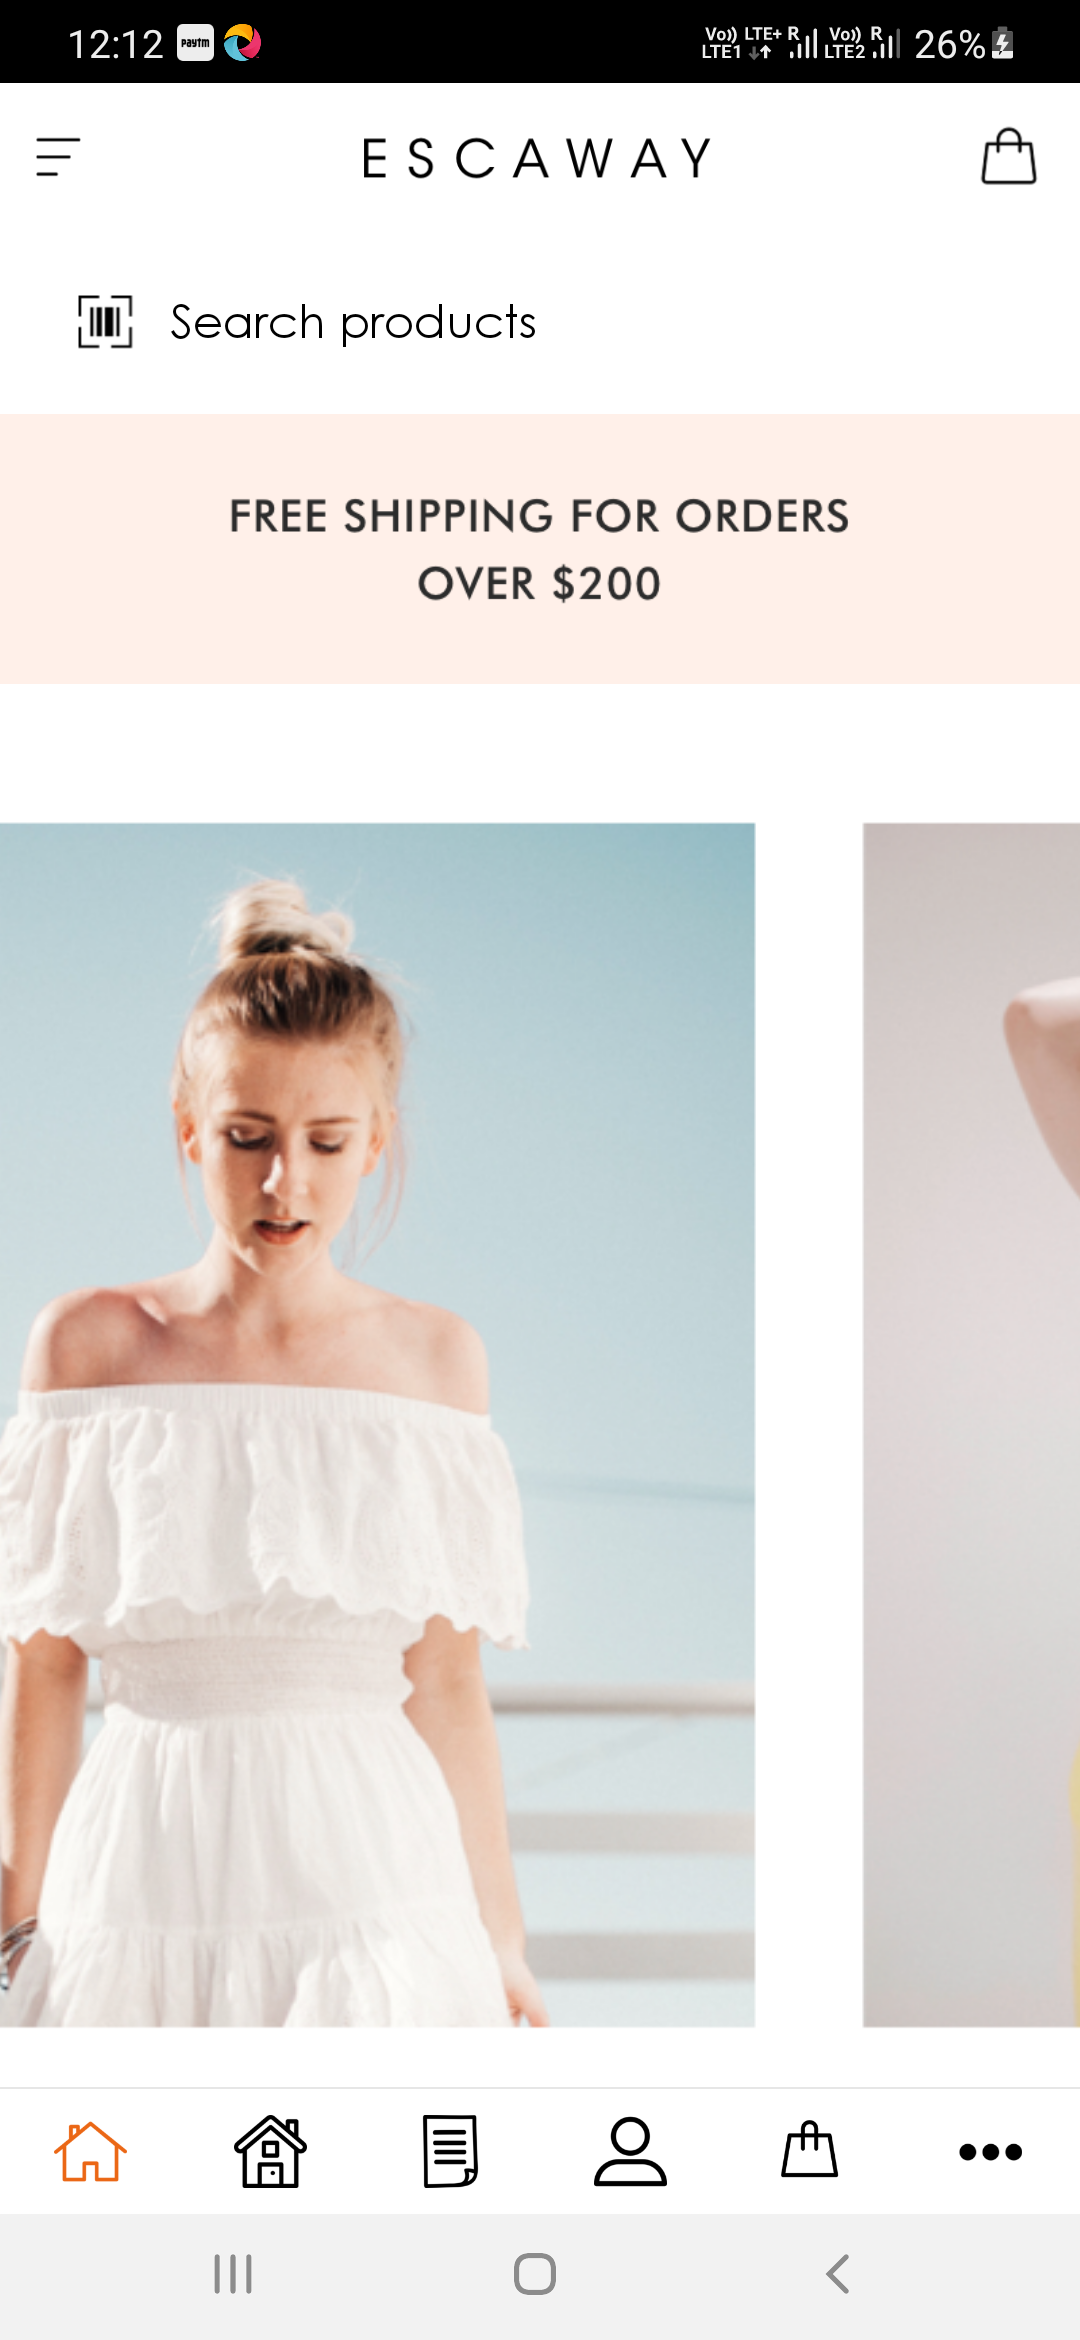 12:12 paytm Vo)) LTE+ R Vo)) R 26%
LTE1 LTE2
ESCAWAY
Search products
FREE SHIPPING FOR ORDERS
OVER $200